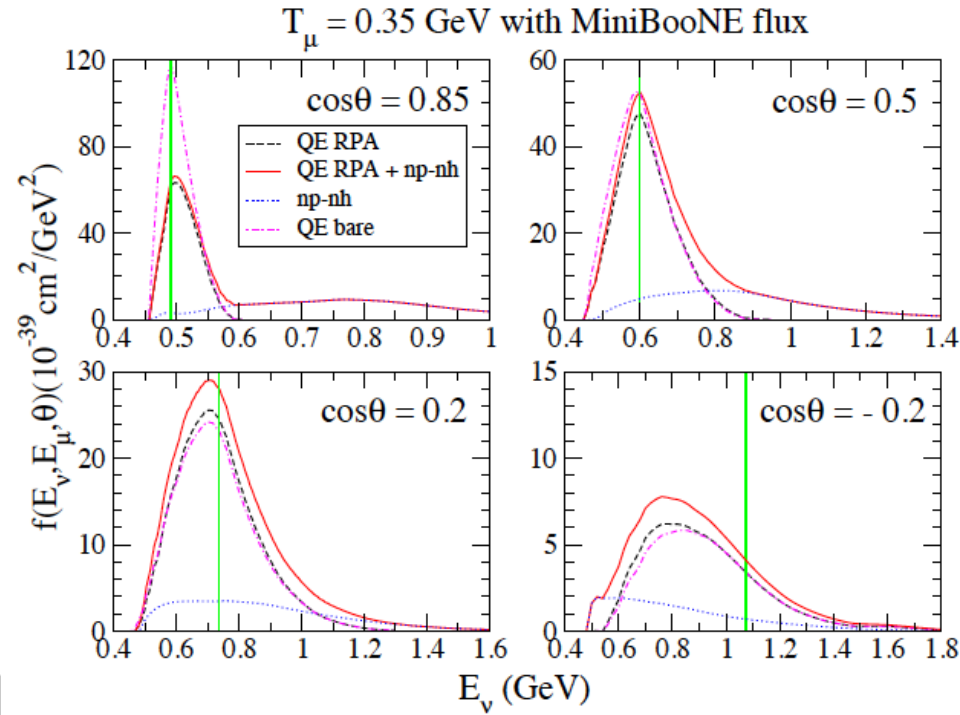 T_μ = 0.35 GeV with MiniBooNE flux
f(E_ν,E_μ,θ)(10^-39 cm^2/GeV^2)
120
80
40
0
0.4 0.5 0.6 0.7 0.8 0.9 1
cosθ = 0.85
QE RPA
QE RPA + np-nh
np-nh
QE bare
60
40
20
0
0.4 0.6 0.8 1 1.2 1.4
cosθ = 0.5
30
20
10
0
0.4 0.6 0.8 1 1.2 1.4 1.6
cosθ = 0.2
15
10
5
0
0.4 0.6 0.8 1 1.2 1.4 1.6 1.8
cosθ = - 0.2
E_ν (GeV)